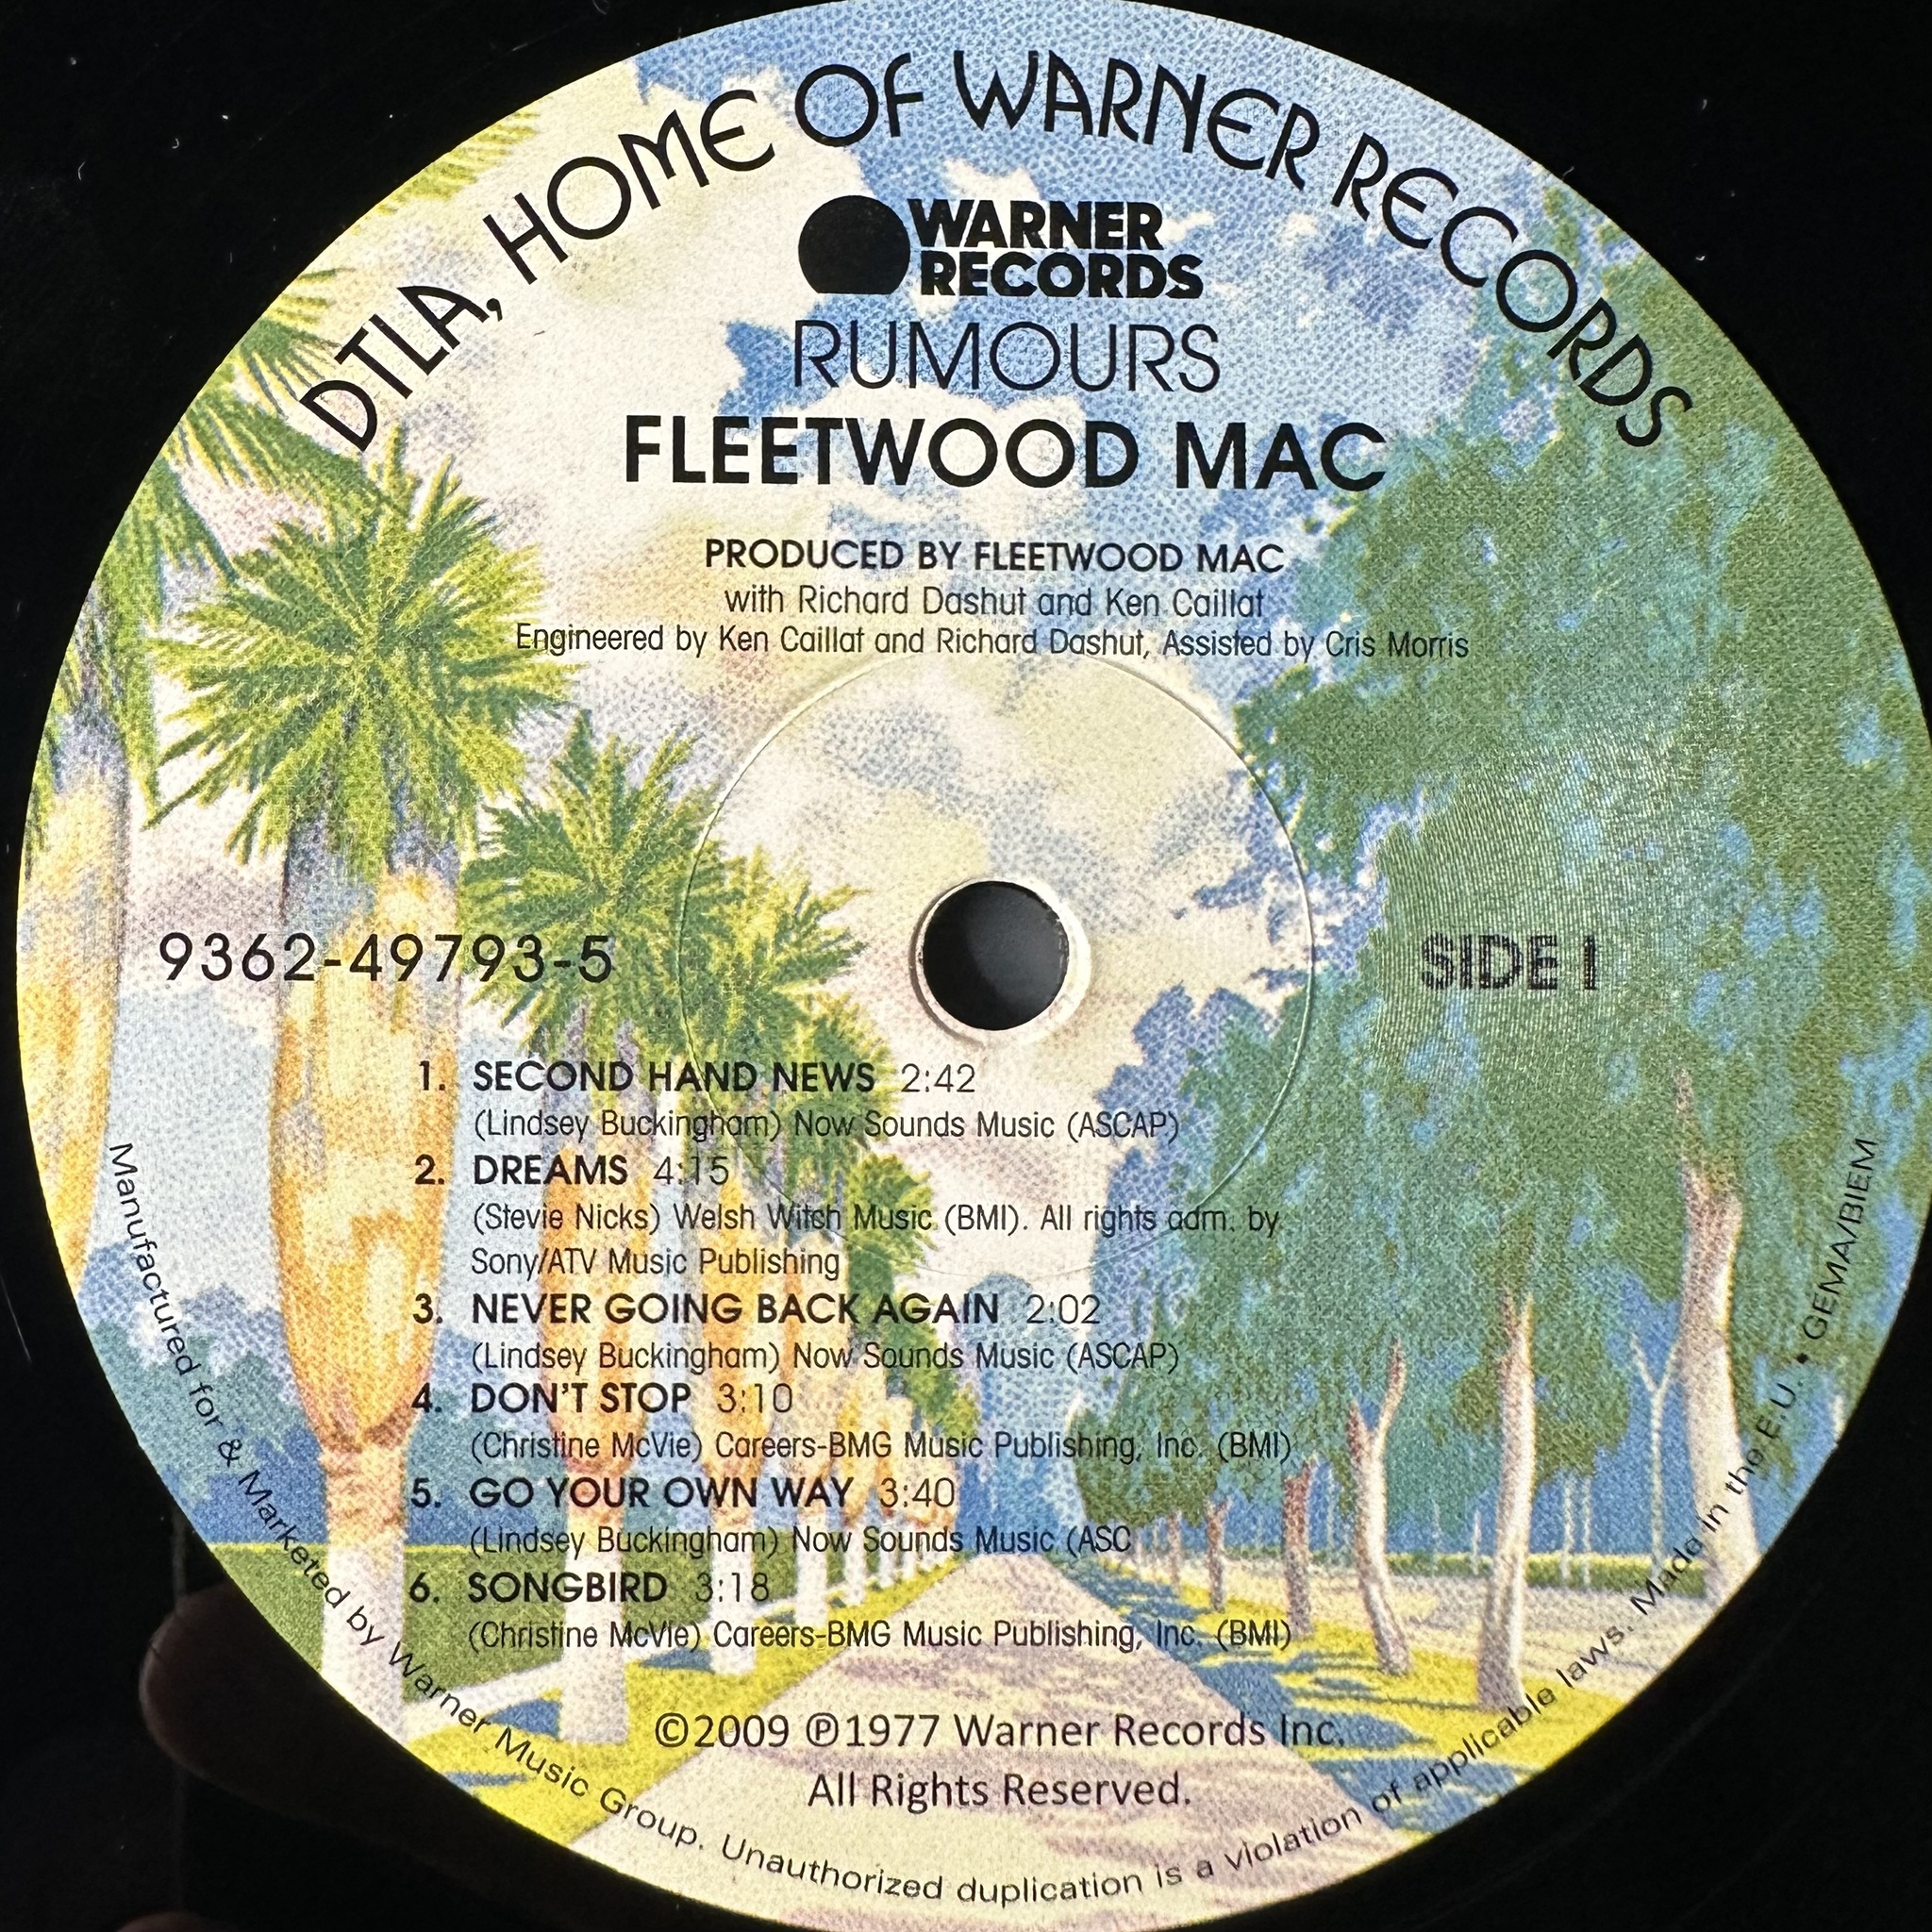 DTLA, HOME OF WARNER RECORDS
WARNER
RECORDS
RUMOURS
FLEETWOOD MAC
PRODUCED BY FLEETWOOD MAC
with Richard Dashut and Ken Caillat
Engineered by Ken Caillat and Richard Dashut, Assisted by Cris Morris
9362-49793-5
SIDE 1
1. SECOND HAND NEWS 2:42
(Lindsey Buckingham) Now Sounds Music (ASCAP)
2. DREAMS 4:15
(Stevie Nicks) Welsh Witch Music (BMI). All rights adm. by
Sony/ATV Music Publishing
3. NEVER GOING BACK AGAIN 2:02
(Lindsey Buckingham) Now Sounds Music (ASCAP)
4. DON'T STOP 3:10
(Christine McVie) Careers-BMG Music Publishing, Inc. (BMI)
5. GO YOUR OWN WAY 3:40
(Lindsey Buckingham) Now Sounds Music (ASC
6. SONGBIRD 3:18
(Christine McVie) Careers-BMG Music Publishing, Inc. (BMI)
©2009 ℗1977 Warner Records Inc.
All Rights Reserved.
Manufactured for & Marketed by Warner Music Group. Unauthorized duplication is a violation of applicable laws. Made in the E.U. • GEMA/BIEM